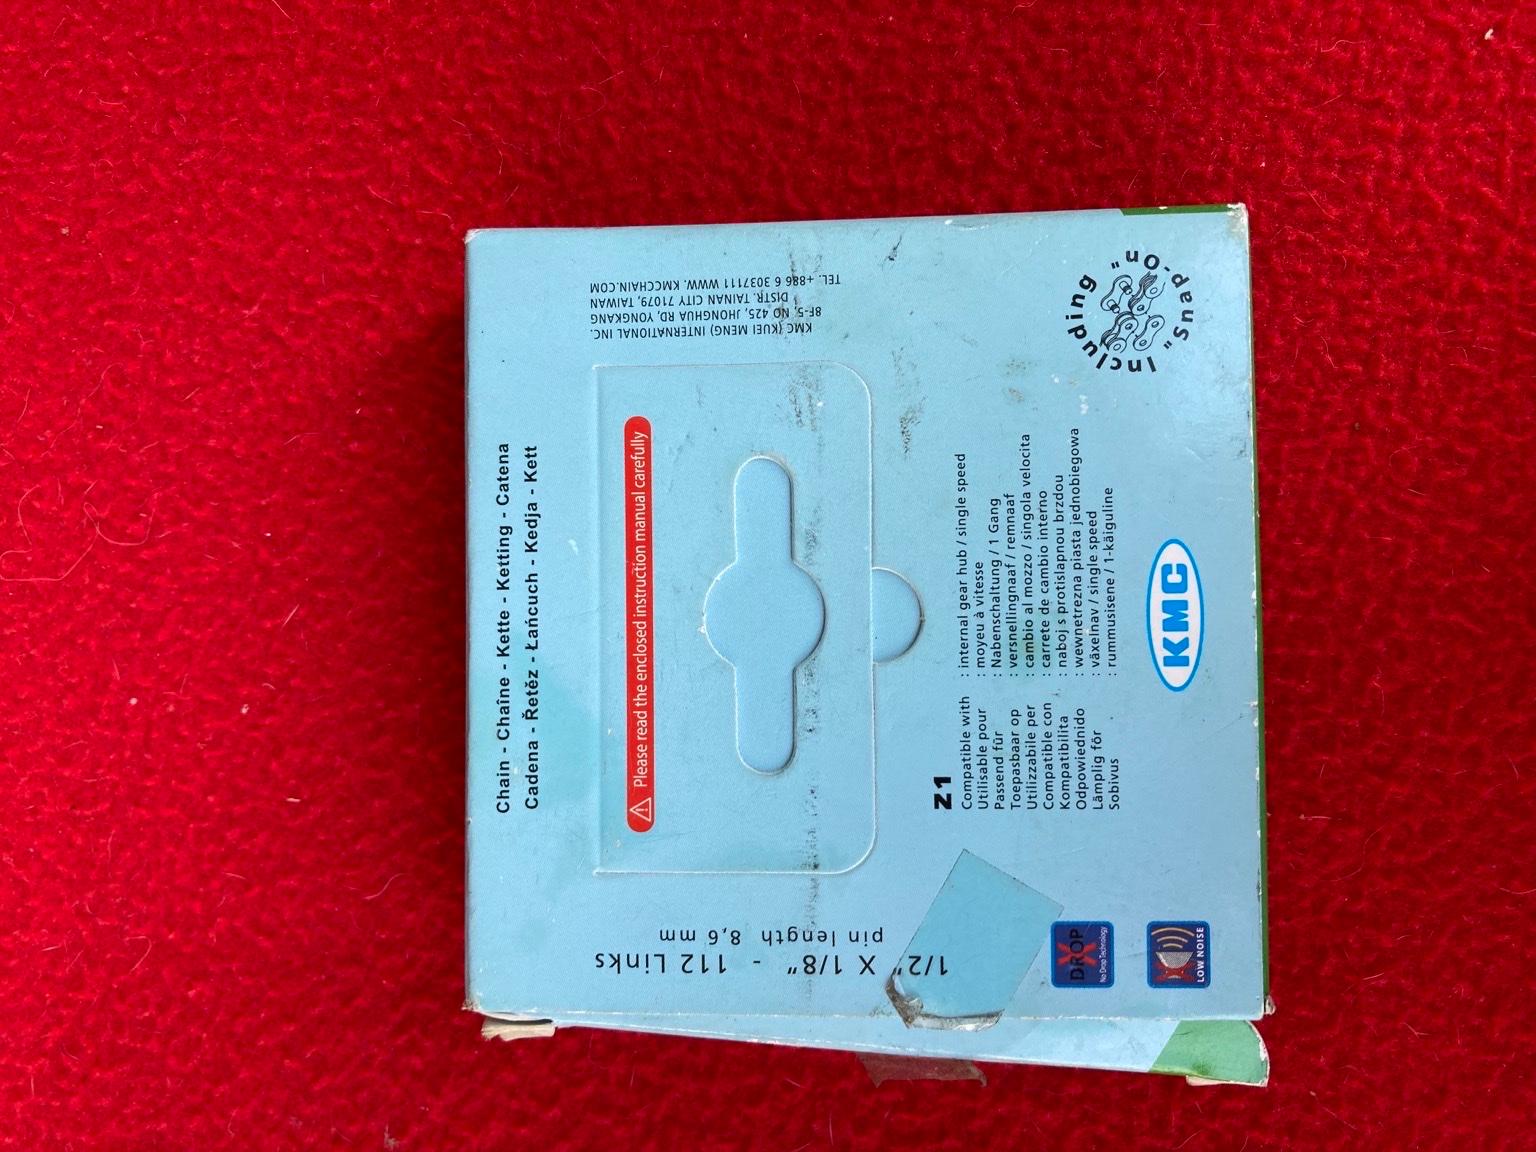 Chain - Chaîne - Kette - Ketting - Catena
Cadena - Řetěz - Łańcuch - Kedja - Kett
Please read the enclosed instruction manual carefully
KMC (KUEI MENG) INTERNATIONAL INC.
8F-5, NO 425, JHONGHUA RD, YONGKANG
DISTR. TAINAN CITY 71079, TAIWAN
TEL. +886 6 3037111 WWW. KMCCHAIN.COM
1/2" X 1/8" - 112 Links
pin length 8,6 mm
Z1
Compatible with : internal gear hub / single speed
Utilisable pour : moyeu à vitesse
Passend für : Nabenschaltung / 1 Gang
Toepasbaar op : versnellingnaaf / remnaaf
Utilizzabile per : cambio al mozzo / singola velocita
Compatible con : carrete de cambio interno
Kompatibilita : naboj s protislapnou brzdou
Odpowiednido : wewnetrezna piasta jednobiegowa
Lämplig för : växelnav / single speed
Sobivus : rummusisene / 1-käiguline
DROP
No Drop Technology
LOW NOISE
KMC
Including "Snap-on"